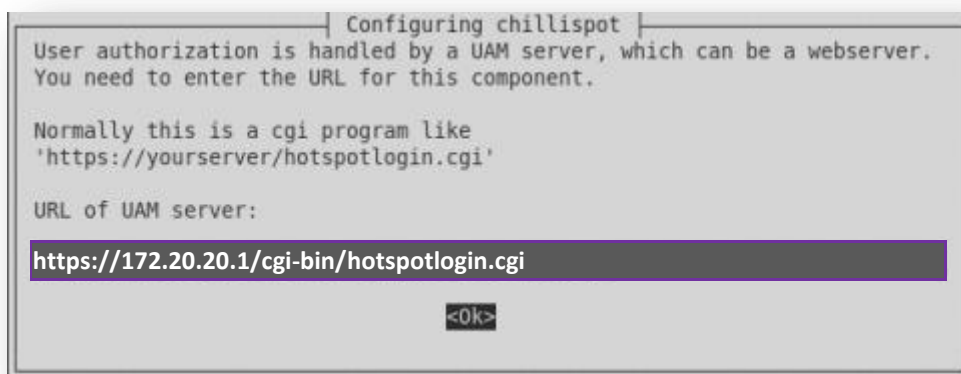 Configuring chillispot
User authorization is handled by a UAM server, which can be a webserver.
You need to enter the URL for this component.
Normally this is a cgi program like
'https://yourserver/hotspotlogin.cgi'
URL of UAM server:
https://172.20.20.1/cgi-bin/hotspotlogin.cgi
<Ok>